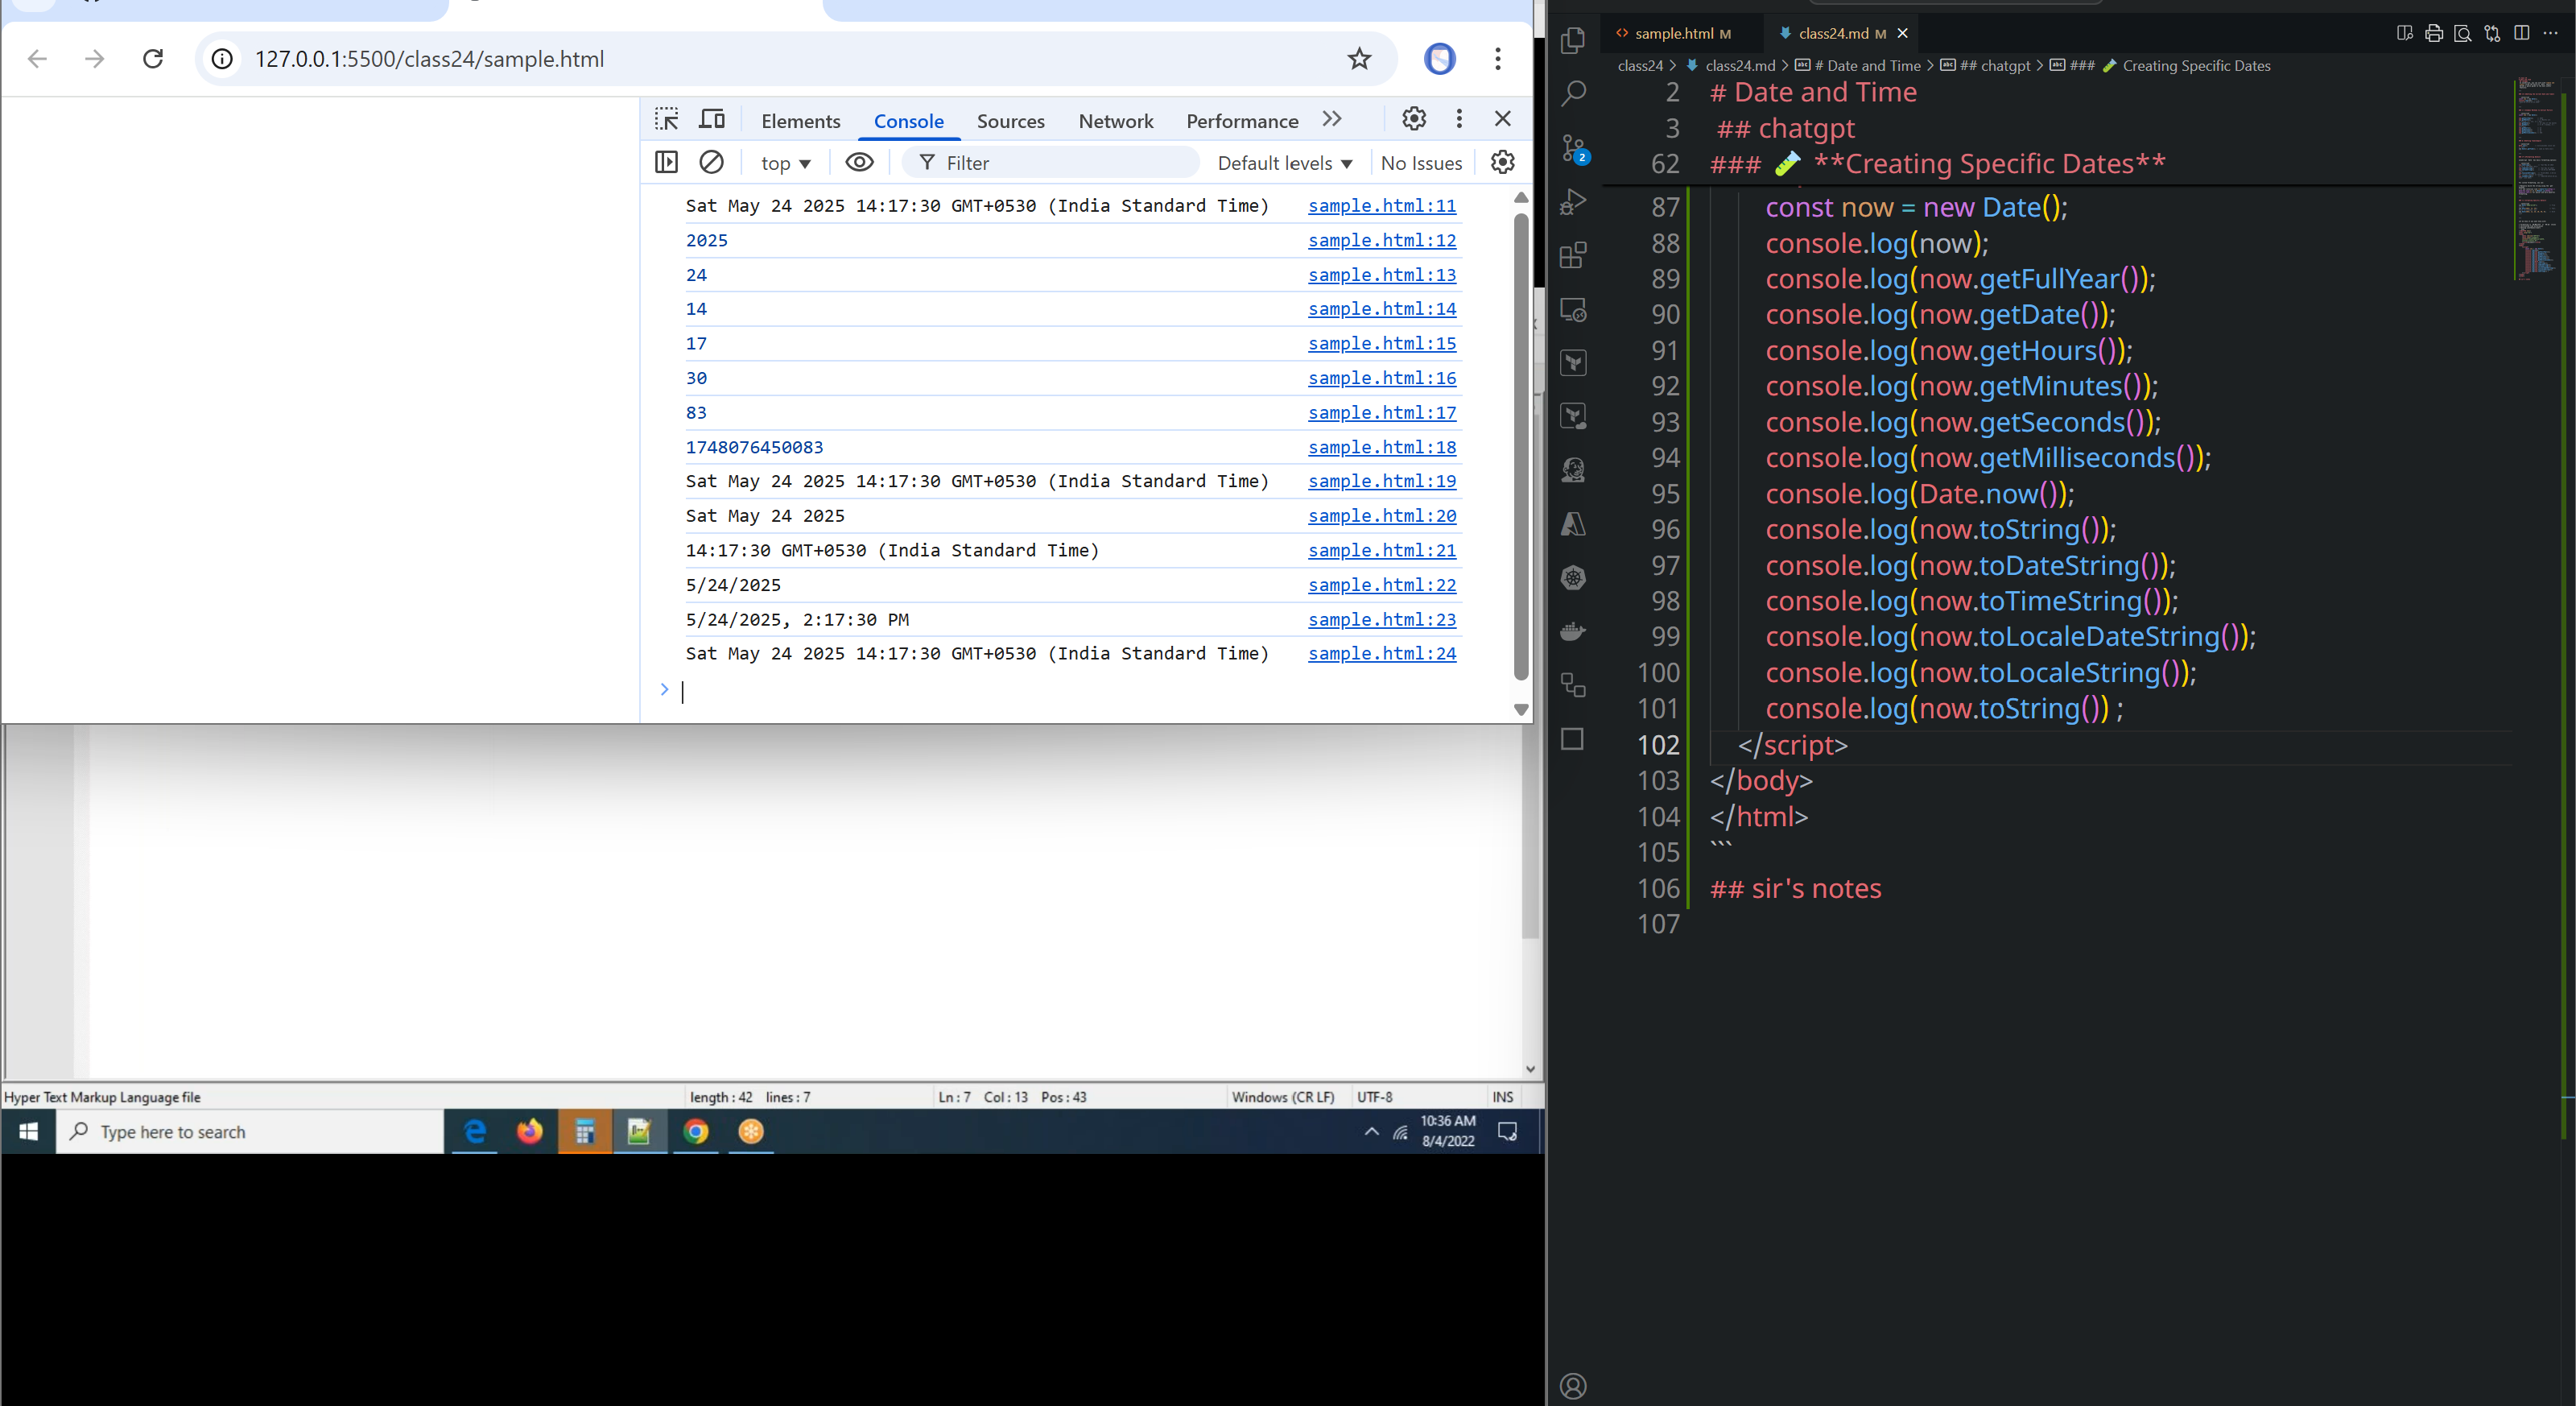 127.0.0.1:5500/class24/sample.html
Elements Console Sources Network Performance
top Filter Default levels No Issues
Sat May 24 2025 14:17:30 GMT+0530 (India Standard Time) sample.html:11
2025 sample.html:12
24 sample.html:13
14 sample.html:14
17 sample.html:15
30 sample.html:16
83 sample.html:17
1748076450083 sample.html:18
Sat May 24 2025 14:17:30 GMT+0530 (India Standard Time) sample.html:19
Sat May 24 2025 sample.html:20
14:17:30 GMT+0530 (India Standard Time) sample.html:21
5/24/2025 sample.html:22
5/24/2025, 2:17:30 PM sample.html:23
Sat May 24 2025 14:17:30 GMT+0530 (India Standard Time) sample.html:24
>
Hyper Text Markup Language file length : 42 lines : 7 Ln : 7 Col : 13 Pos : 43 Windows (CR LF) UTF-8 INS
Type here to search
10:36 AM
8/4/2022
sample.html M class24.md M
class24 > class24.md > # Date and Time > ## chatgpt > ### 🧪 Creating Specific Dates
2 # Date and Time
3 ## chatgpt
62 ### 🧪 **Creating Specific Dates**
87 const now = new Date();
88 console.log(now);
89 console.log(now.getFullYear());
90 console.log(now.getDate());
91 console.log(now.getHours());
92 console.log(now.getMinutes());
93 console.log(now.getSeconds());
94 console.log(now.getMilliseconds());
95 console.log(Date.now());
96 console.log(now.toString());
97 console.log(now.toDateString());
98 console.log(now.toTimeString());
99 console.log(now.toLocaleDateString());
100 console.log(now.toLocaleString());
101 console.log(now.toString()) ;
102 </script>
103 </body>
104 </html>
105 ```
106 ## sir's notes
107
2